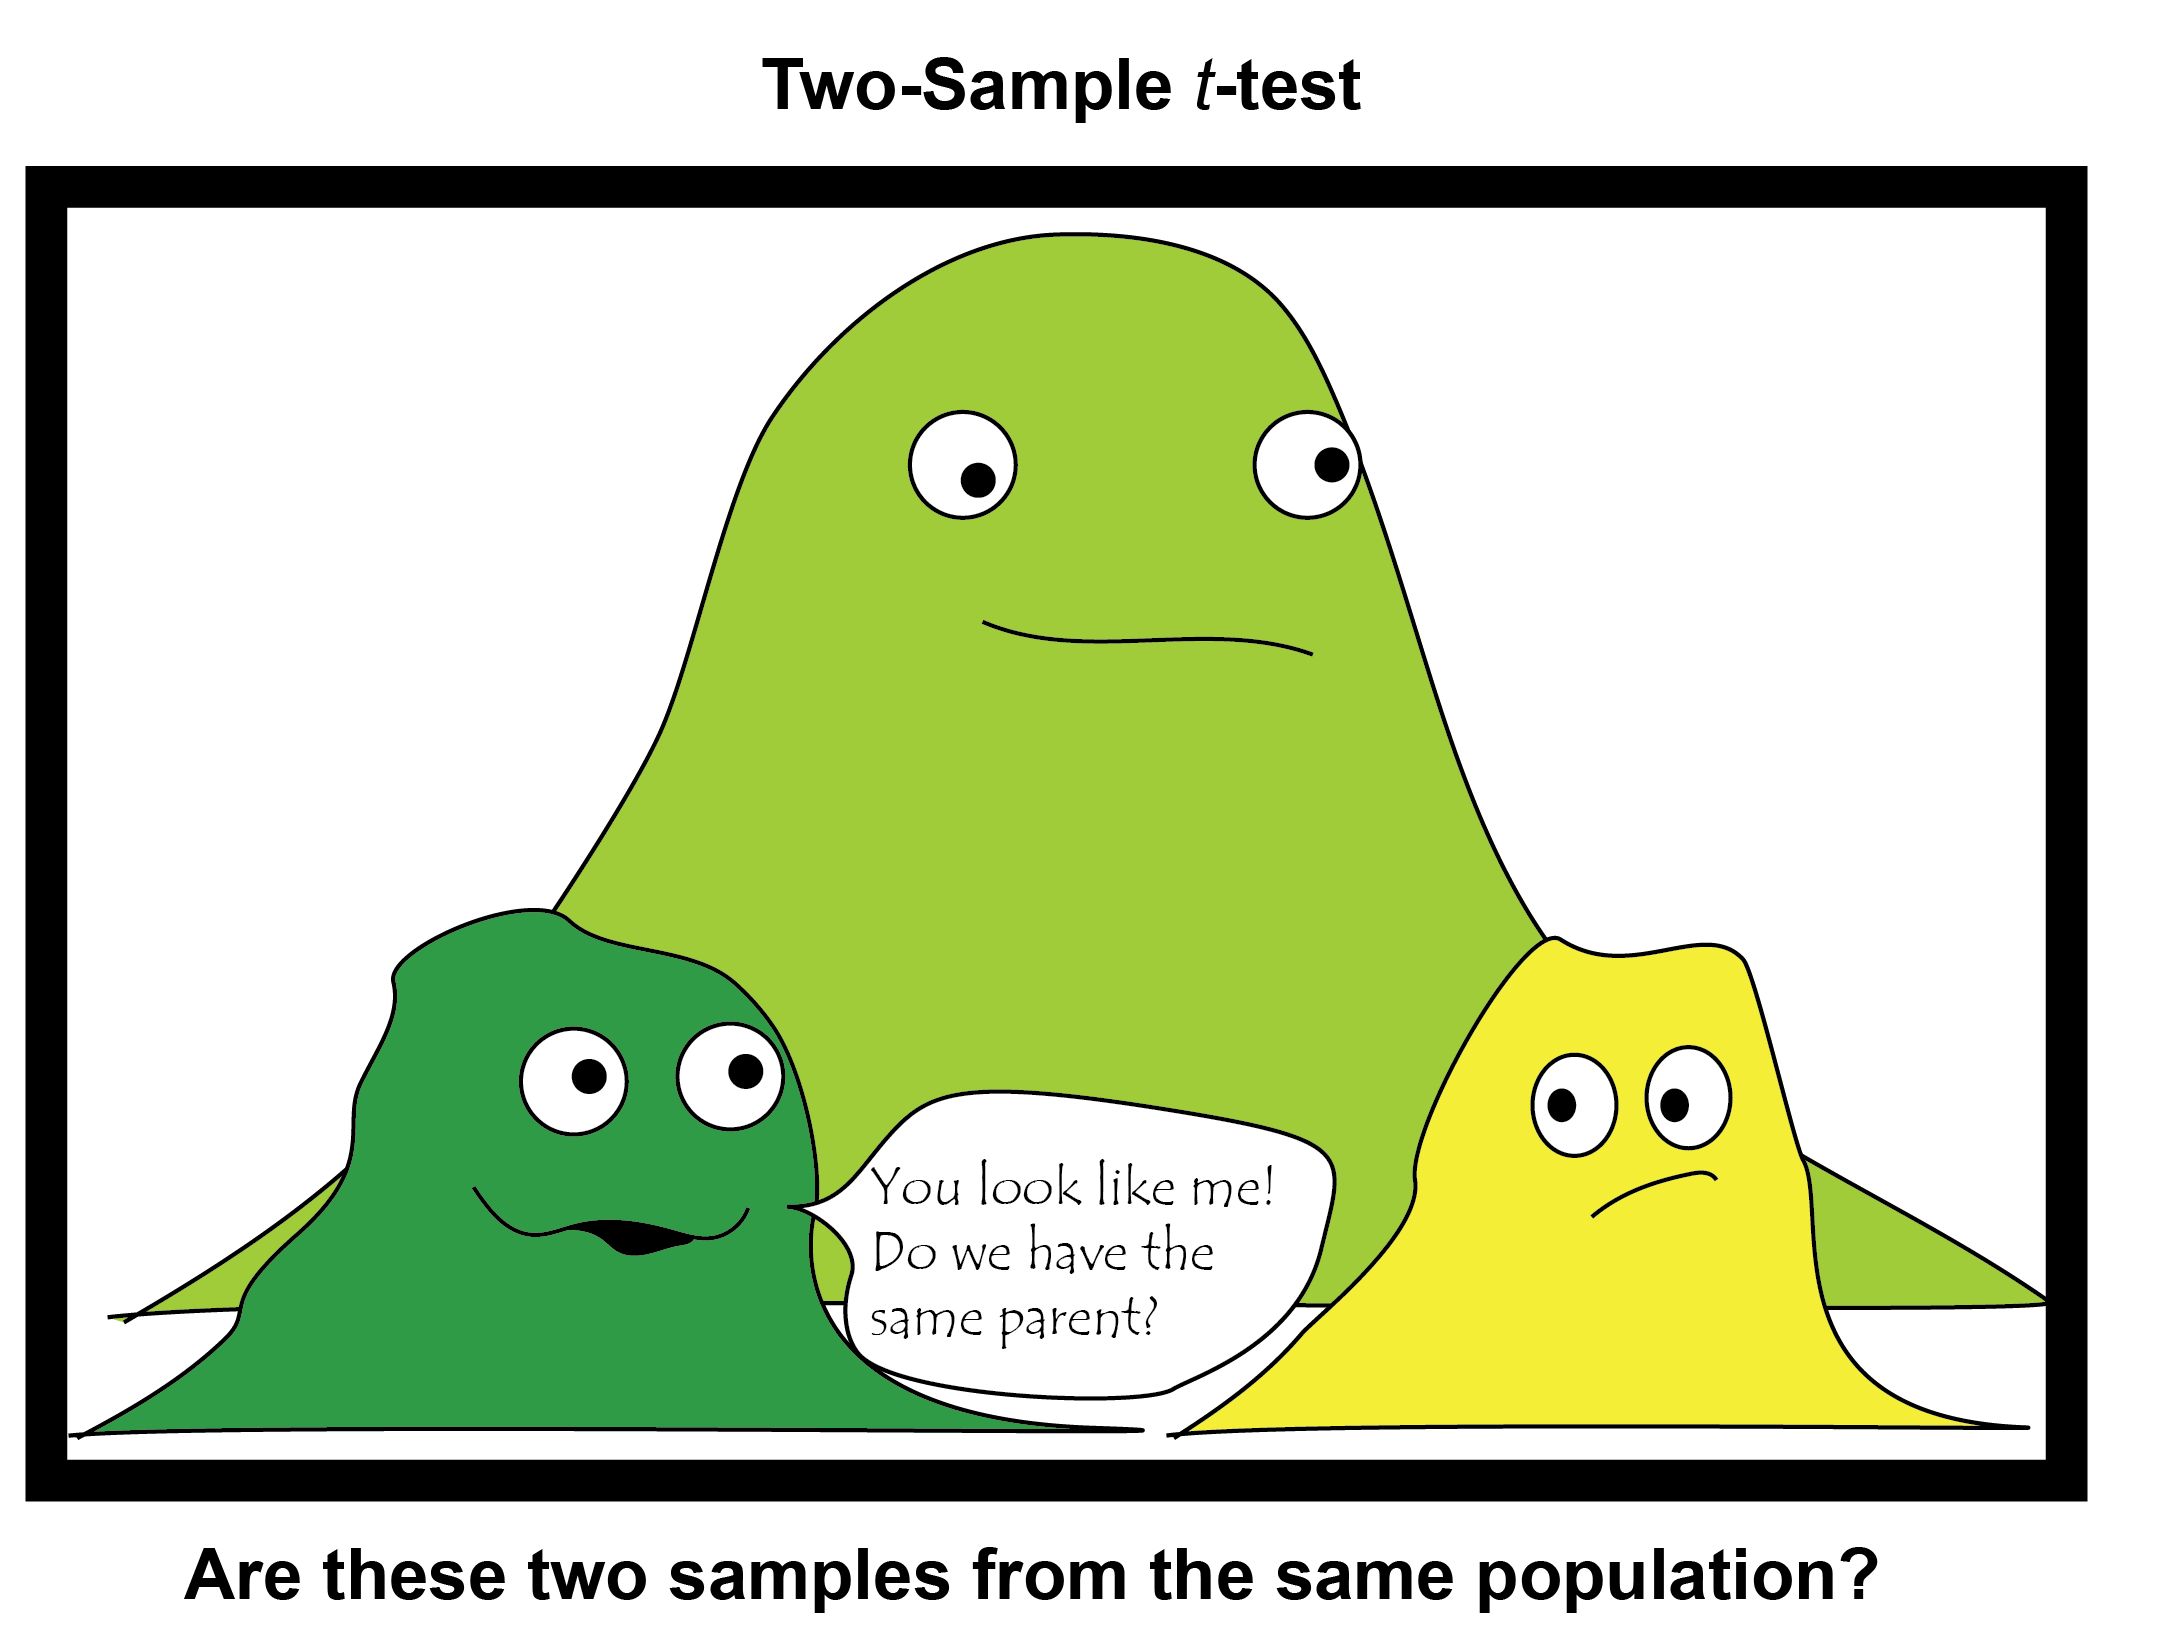 Two-Sample t-test
You look like me!
Do we have the
same parent?
Are these two samples from the same population?